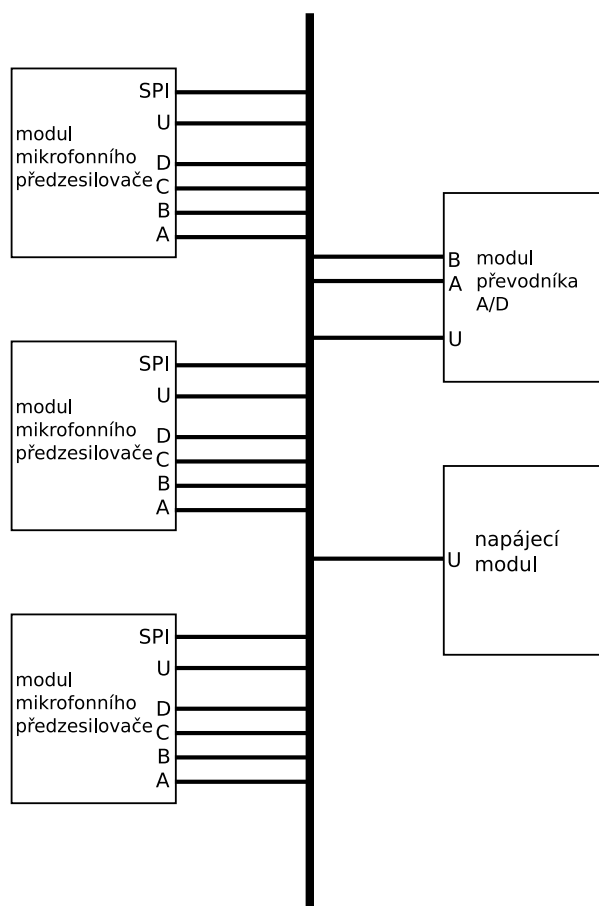 SPI
U
modul
mikrofonního
předzesilovače
D
C
B
A
B
A
U
modul
převodníka
A/D
SPI
U
modul
mikrofonního
předzesilovače
D
C
B
A
U
napájecí
modul
SPI
U
modul
mikrofonního
předzesilovače
D
C
B
A